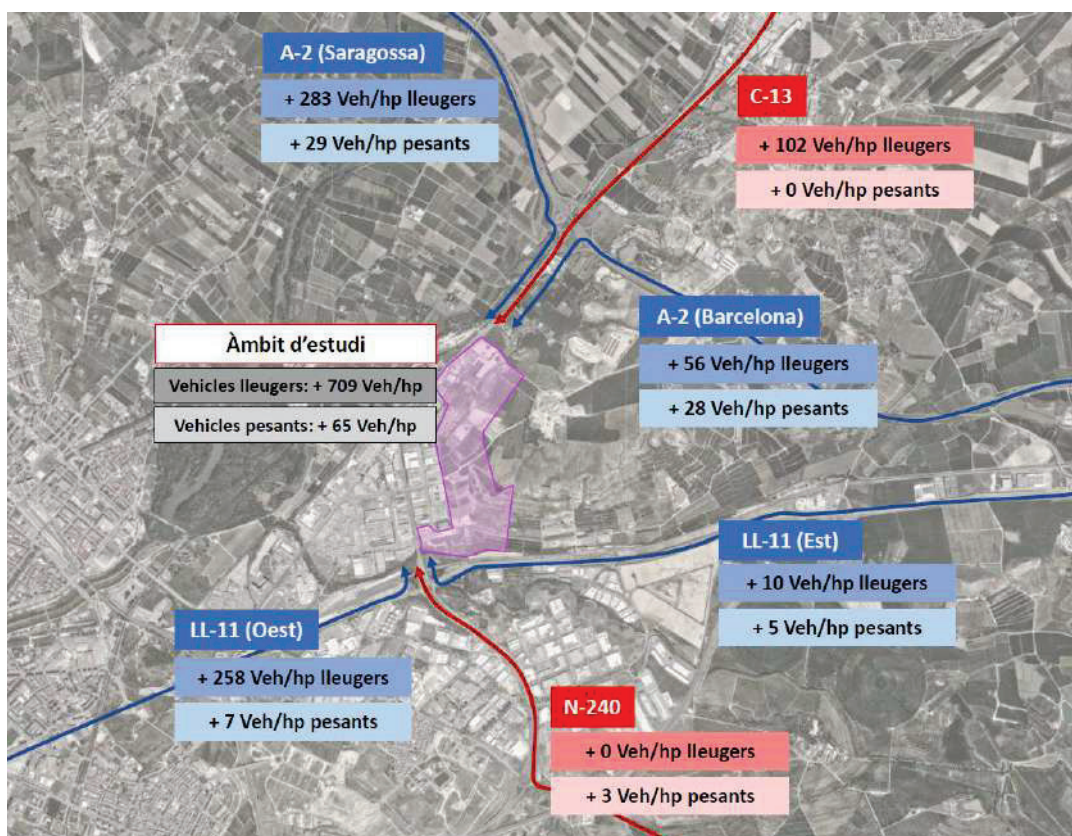 A-2 (Saragossa)
+ 283 Veh/hp lleugers
+ 29 Veh/hp pesants
C-13
+ 102 Veh/hp lleugers
+ 0 Veh/hp pesants
A-2 (Barcelona)
+ 56 Veh/hp lleugers
+ 28 Veh/hp pesants
Àmbit d'estudi
Vehicles lleugers: + 709 Veh/hp
Vehicles pesants: + 65 Veh/hp
LL-11 (Est)
+ 10 Veh/hp lleugers
+ 5 Veh/hp pesants
LL-11 (Oest)
+ 258 Veh/hp lleugers
+ 7 Veh/hp pesants
N-240
+ 0 Veh/hp lleugers
+ 3 Veh/hp pesants